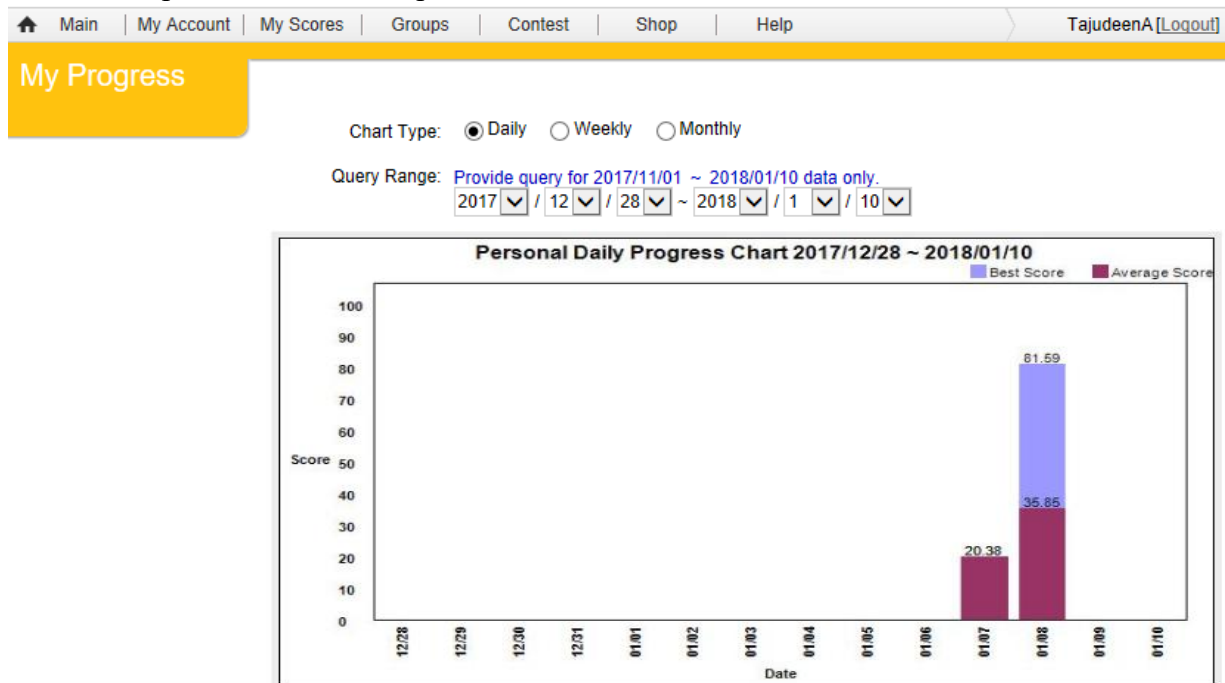 Main My Account My Scores Groups Contest Shop Help TajudeenA [Logout]
My Progress
Chart Type: Daily Weekly Monthly
Query Range: Provide query for 2017/11/01 ~ 2018/01/10 data only.
2017 / 12 / 28 ~ 2018 / 1 / 10
Personal Daily Progress Chart 2017/12/28 ~ 2018/01/10
Best Score Average Score
100
90
80
70
60
Score 50
40
30
20
10
0
81.59
35.85
20.38
12/28 12/29 12/30 12/31 01/01 01/02 01/03 01/04 01/05 01/06 01/07 01/08 01/09 01/10
Date